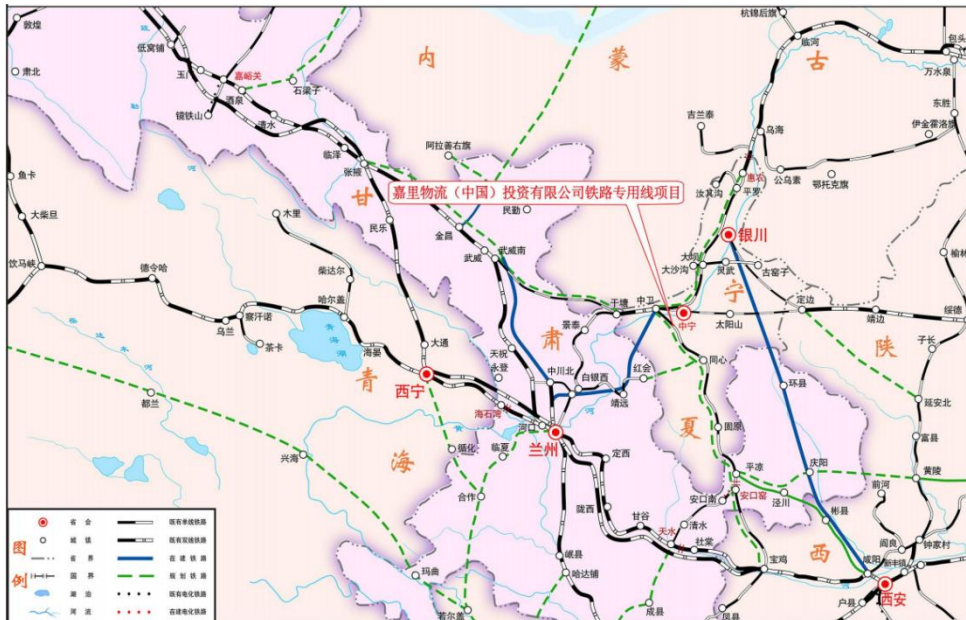 杭锦后旗
敦煌
临河
包头
低窝铺
内
蒙
古
万水泉
肃北
玉门
嘉峪关
酒泉
石梁子
东胜
镜铁山
清水
吉兰泰
乌海
伊金霍洛旗
临泽
阿拉善右旗
公乌素
鄂托克旗
鱼卡
张掖
惠农
汝箕沟
平罗
嘉里物流（中国）投资有限公司铁路专用线项目
甘
民勤
大柴旦
木里
民乐
金昌
银川
武威
武威南
榆林
饮马峡
德令哈
柴达尔
大坝
大沙沟
灵武
古窑子
宁
哈尔盖
干塘
中卫
中宁
太阳山
定边
靖边
绥德
乌兰
察汗诺
青海湖
景泰
肃
陕
茶卡
海晏
大通
子长
天祝
永登
同心
青
西宁
中川北
白银西
红会
靖远
环县
都兰
海石湾
延安北
河口
兰州
河
黄
夏
固原
富县
兴海
海
循化
临夏
定西
平凉
庆阳
黄陵
合作
安口南
安口窑
泾川
前河
陇西
甘谷
清水
彬县
西
天水
社棠
阎良
钟家村
岷县
宝鸡
咸阳
新丰镇
玛曲
哈达铺
西安
若尔盖
成县
凤县
户县
图
例
省 会
既有单线铁路
城 镇
既有双线铁路
省 界
在建铁路
国 界
规划铁路
湖 泊
既有电化铁路
河 流
在建电化铁路